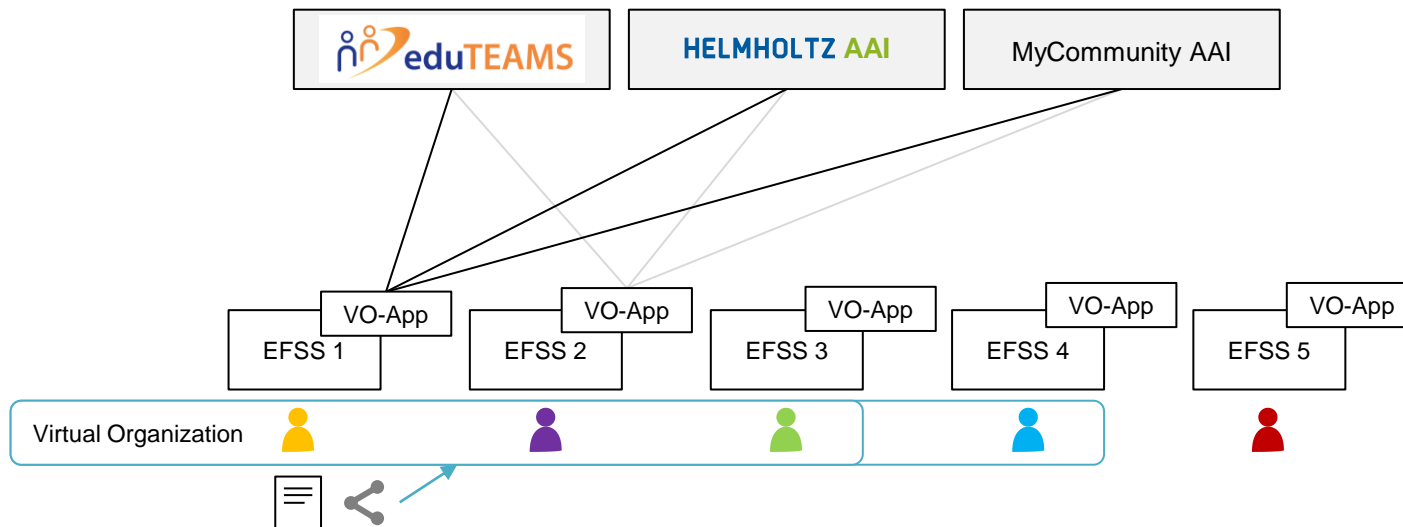 eduTEAMS
HELMHOLTZ AAI
MyCommunity AAI
VO-App
VO-App
VO-App
VO-App
VO-App
EFSS 1
EFSS 2
EFSS 3
EFSS 4
EFSS 5
Virtual Organization